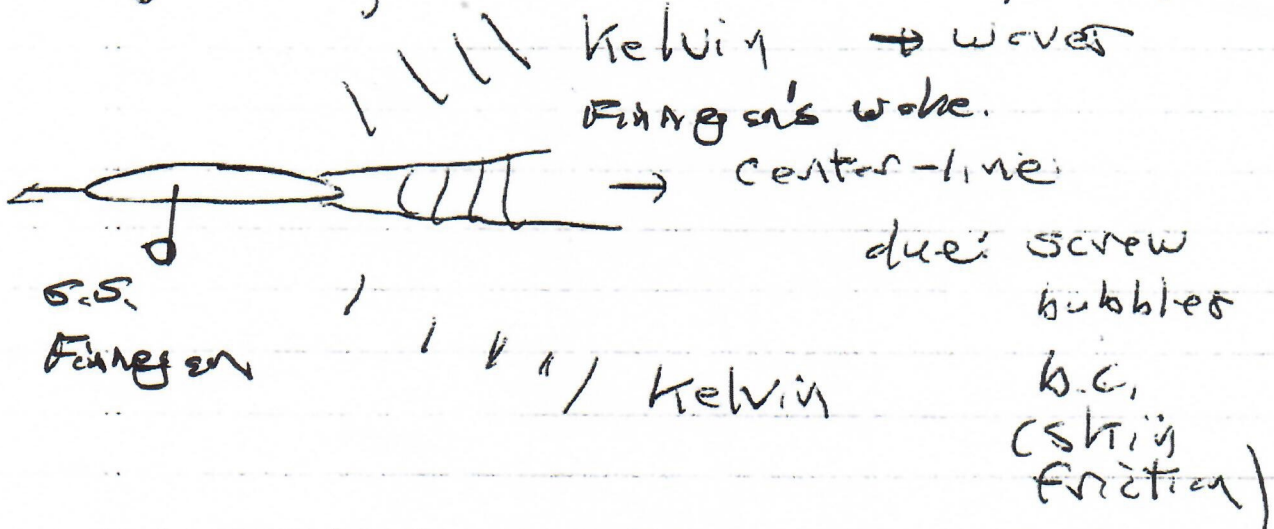 Kelvin → waves
Finnegan's wake.
→ center-line
due: screw
bubbles
S.S.
Finnegan
Kelvin
b.c.
(skin
friction)